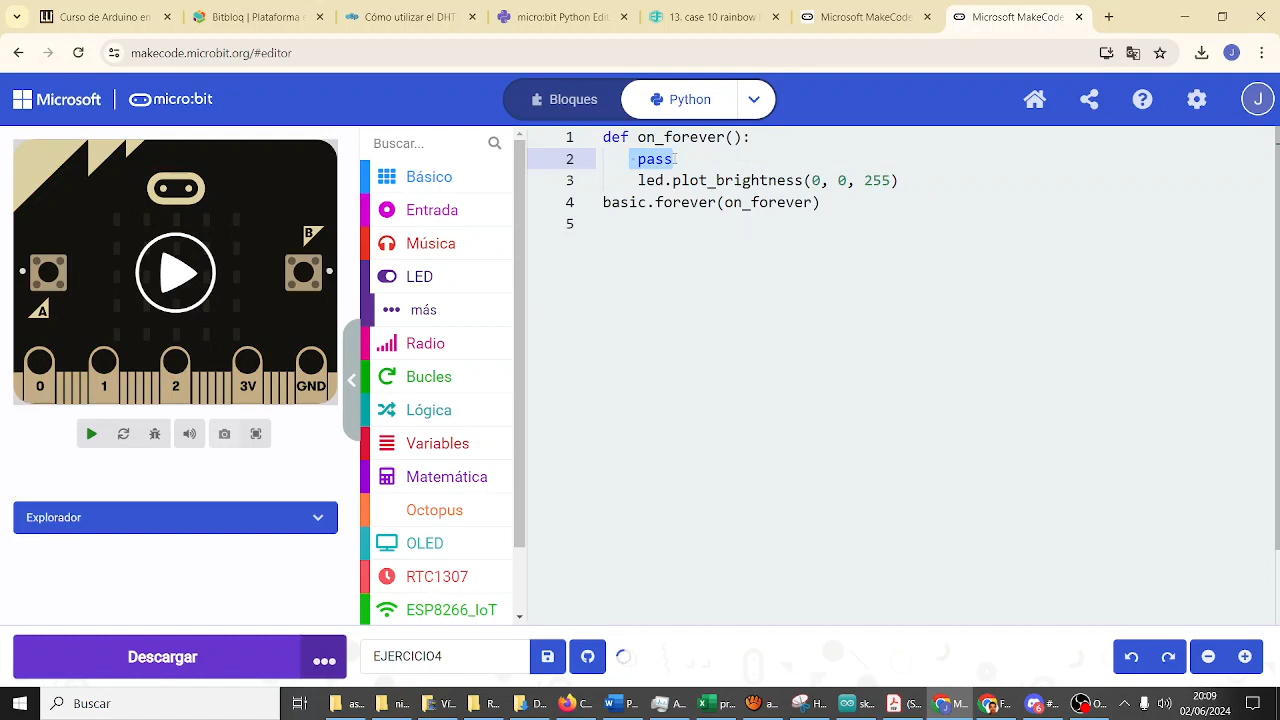 Curso de Arduino en
Bitblog | Plataforma
Cómo utilizar el DHT
micro:bit Python Edit
13. case 10 rainbow
Microsoft MakeCode
Microsoft MakeCode
makecode.microbit.org/#editor
J
Microsoft
micro:bit
Bloques
Python
J
B
A
0
1
2
3V
GND
Explorador
Descargar
Buscar...
Básico
Entrada
Música
LED
más
Radio
Bucles
Lógica
Variables
Matemática
Octopus
OLED
RTC1307
ESP8266_IoT
1 def on_forever():
2 pass
3 led.plot_brightness(0, 0, 255)
4 basic.forever(on_forever)
5
EJERCICIO4
Buscar
20:09
02/06/2024